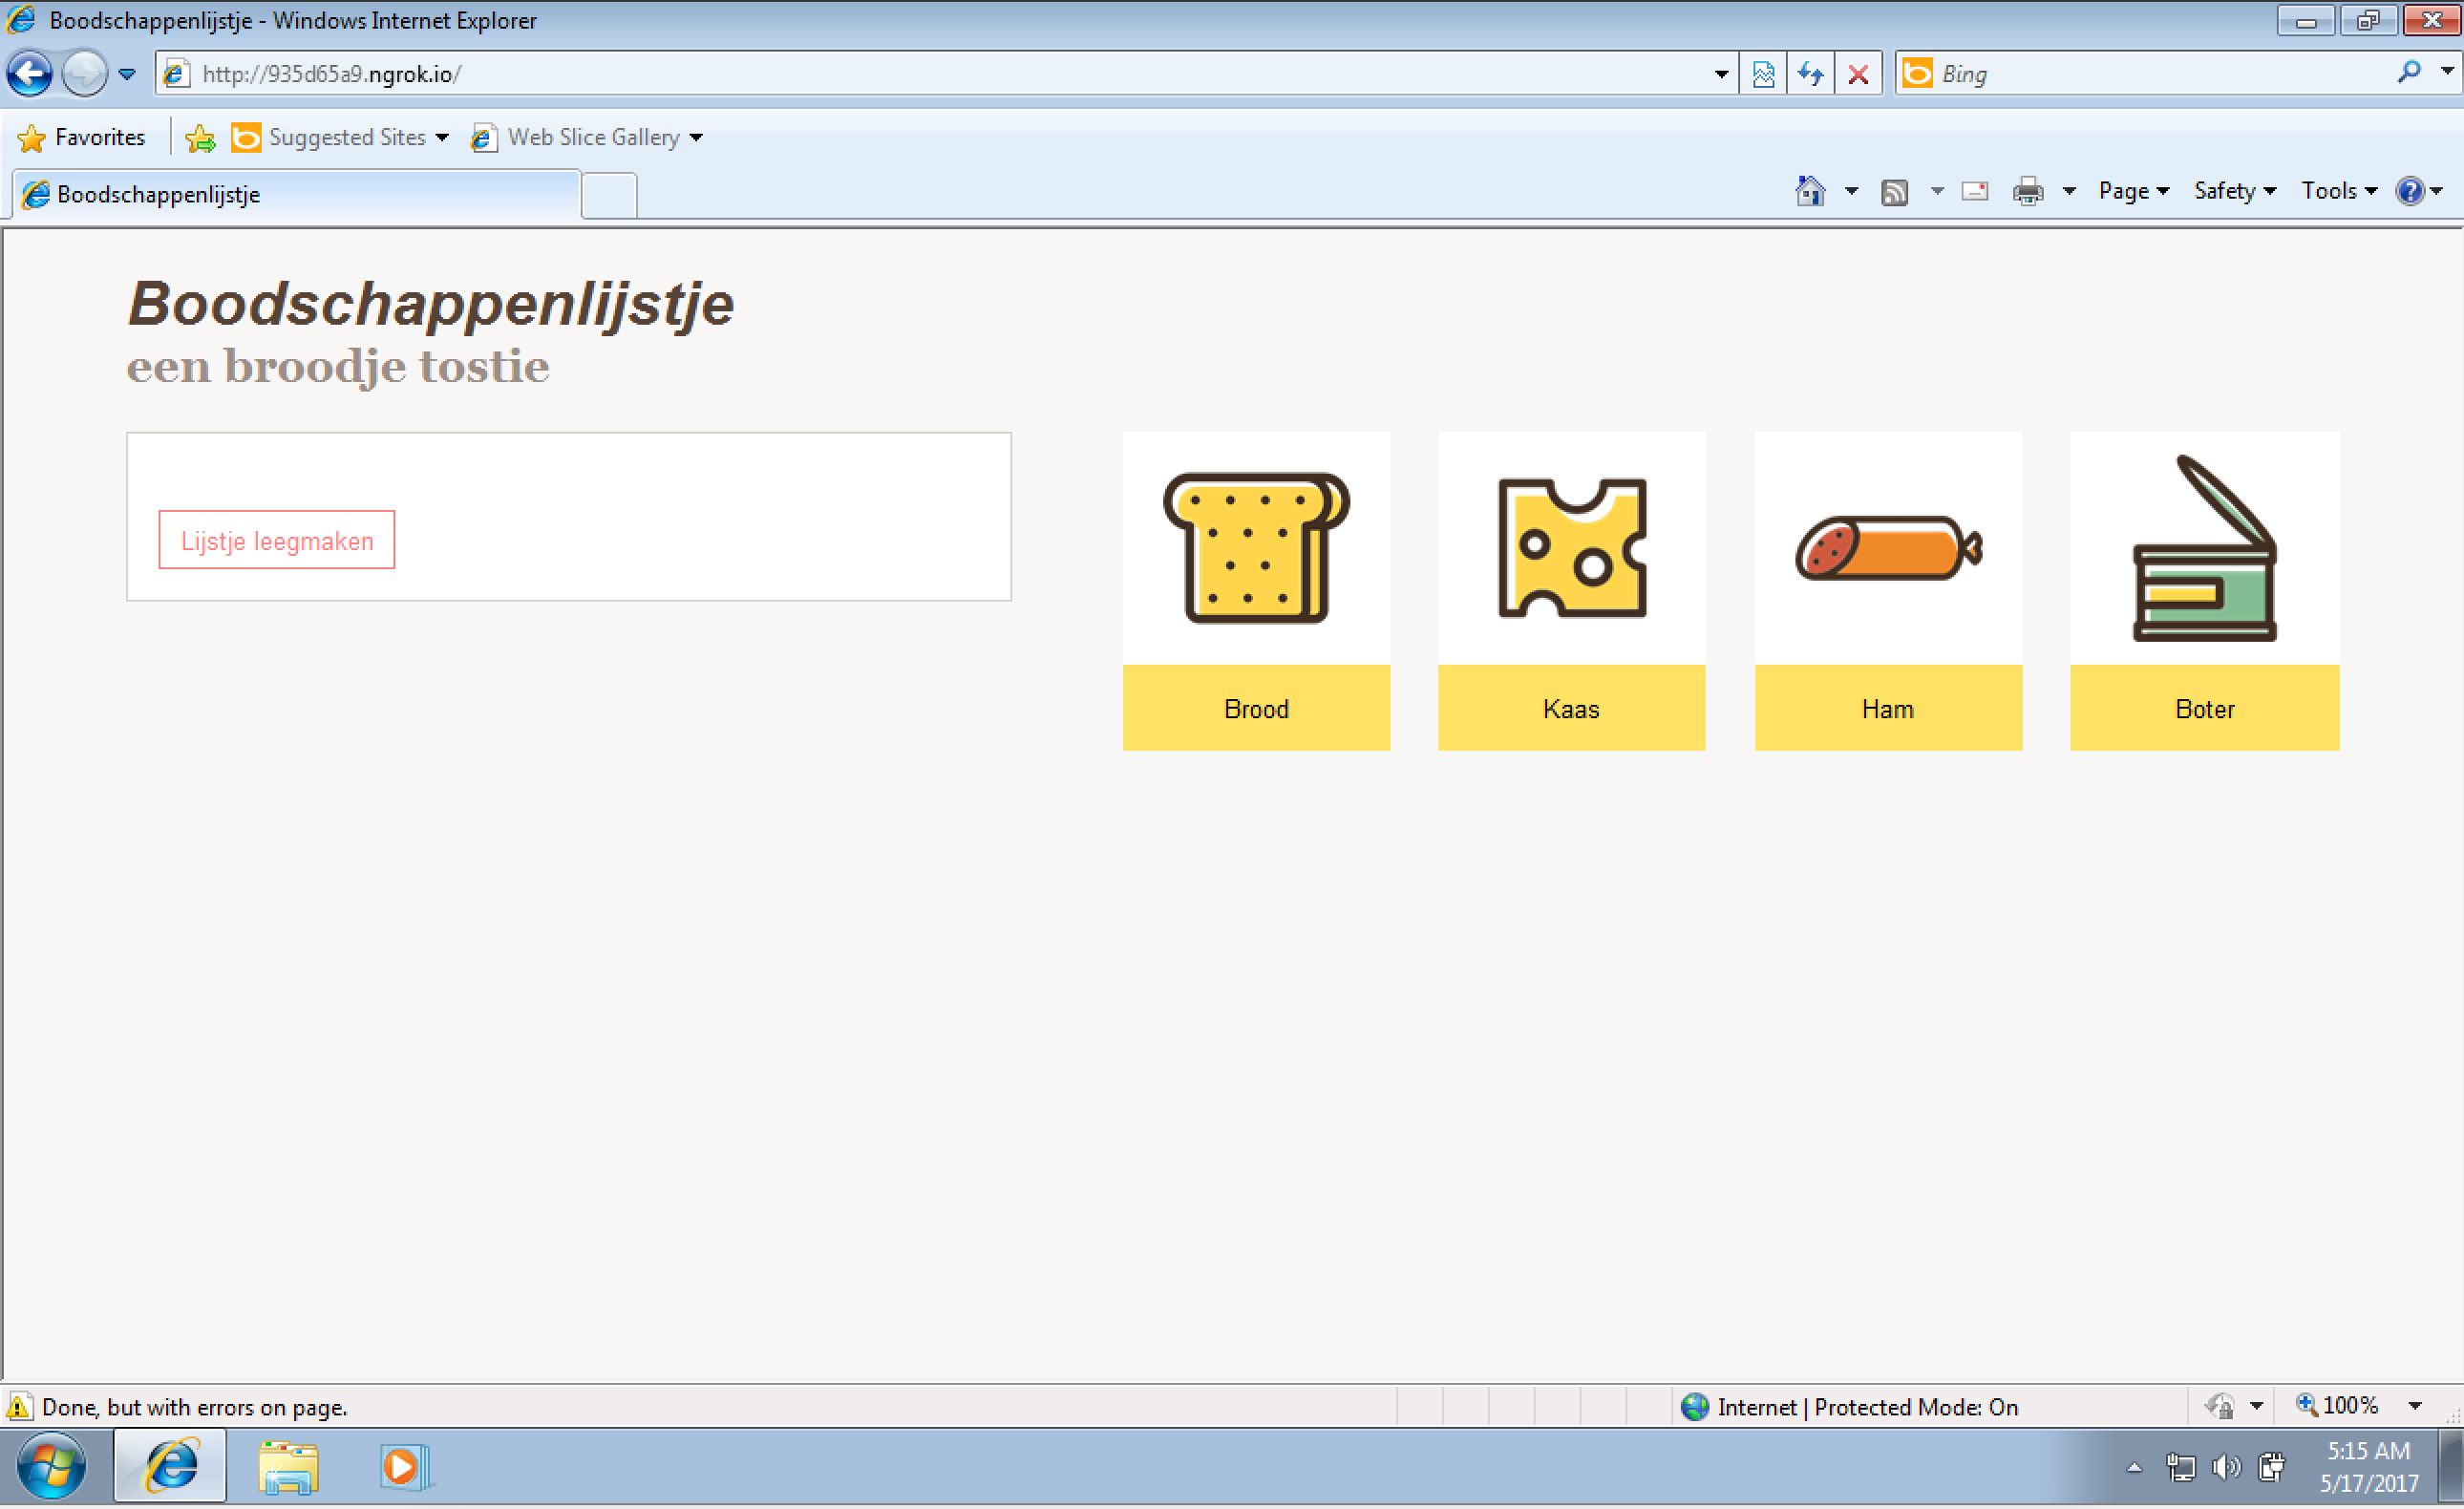 Boodschappenlijstje - Windows Internet Explorer
http://935d65a9.ngrok.io/
Bing
Favorites
Suggested Sites
Web Slice Gallery
Boodschappenlijstje
Page
Safety
Tools
Boodschappenlijstje
een broodje tostie
Lijstje leegmaken
Brood
Kaas
Ham
Boter
Done, but with errors on page.
Internet | Protected Mode: On
100%
5:15 AM
5/17/2017